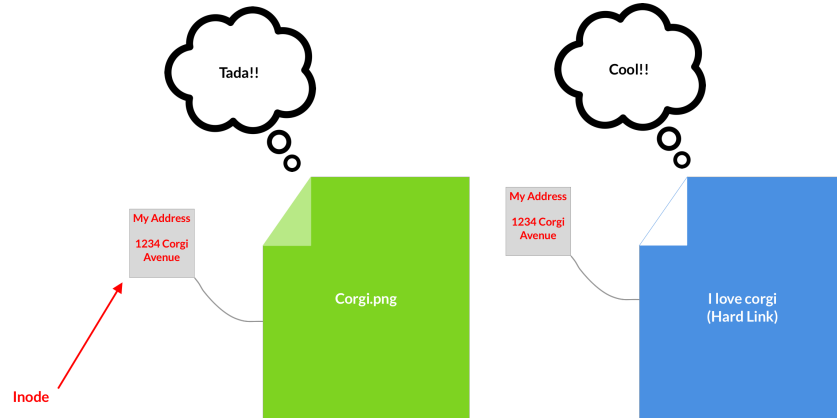 Tada!!
Cool!!
My Address
1234 Corgi
Avenue
My Address
1234 Corgi
Avenue
Corgi.png
I love corgi
(Hard Link)
Inode